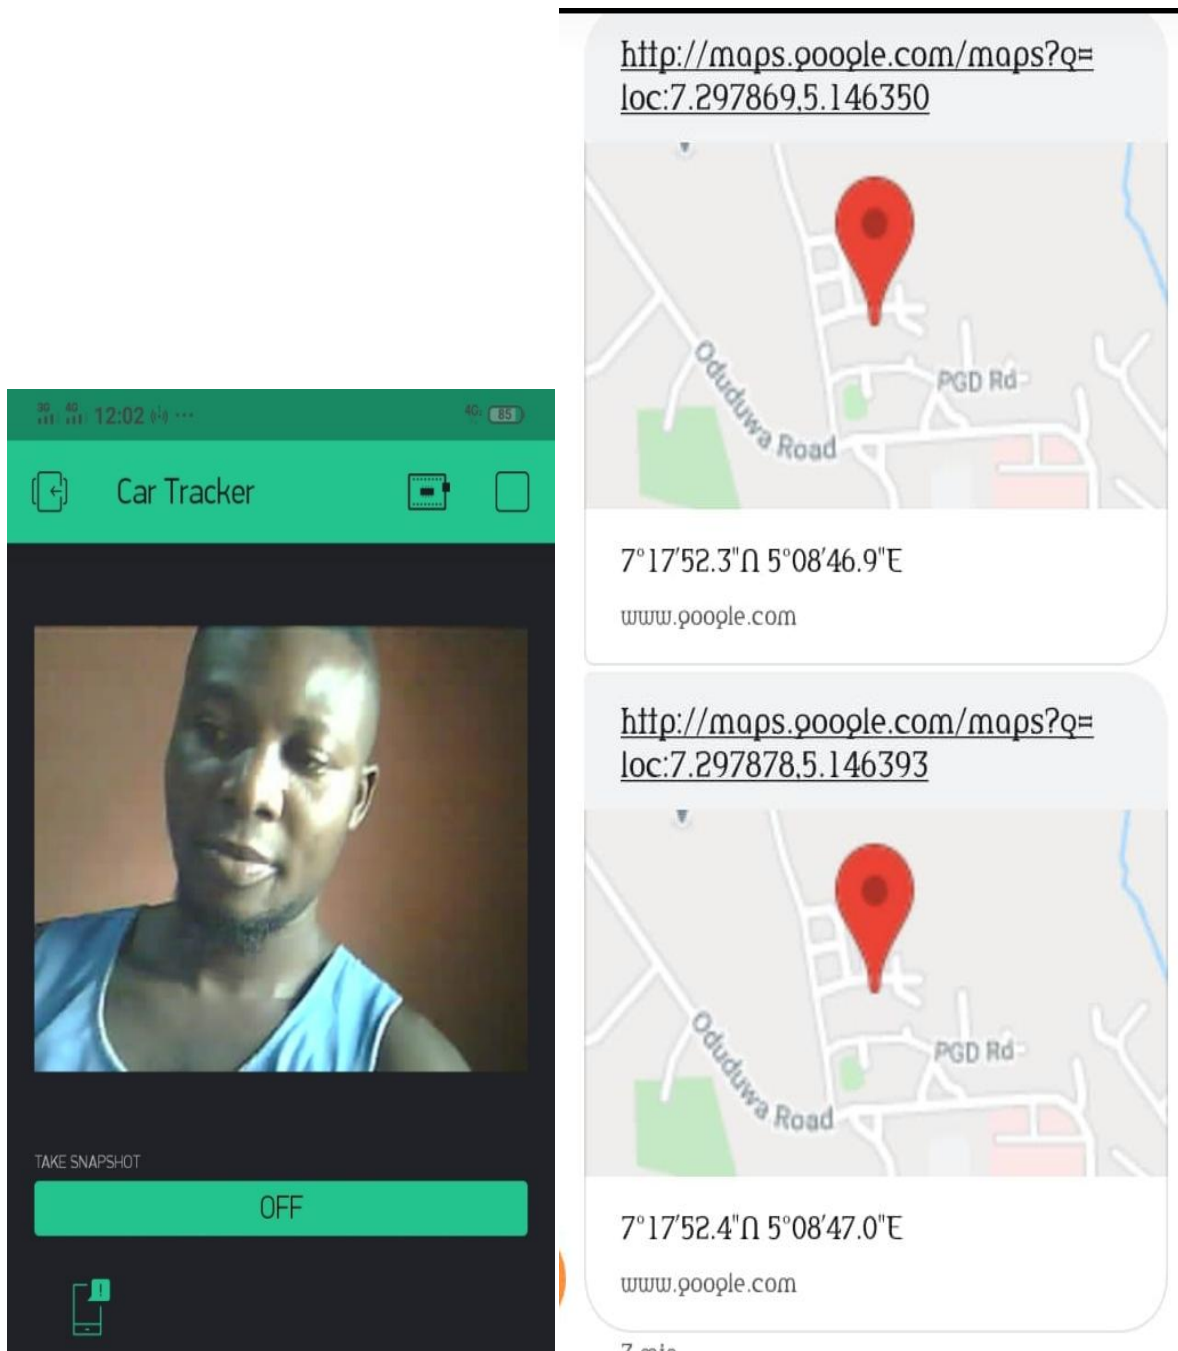 3G 4G 12:02 4G 85
Car Tracker
TAKE SNAPSHOT
OFF
http://maps.google.com/maps?q=
loc:7.297869,5.146350
Oduduwa Road
PGD Rd
7°17'52.3"N 5°08'46.9"E
www.google.com
http://maps.google.com/maps?q=
loc:7.297878,5.146393
Oduduwa Road
PGD Rd
7°17'52.4"N 5°08'47.0"E
www.google.com